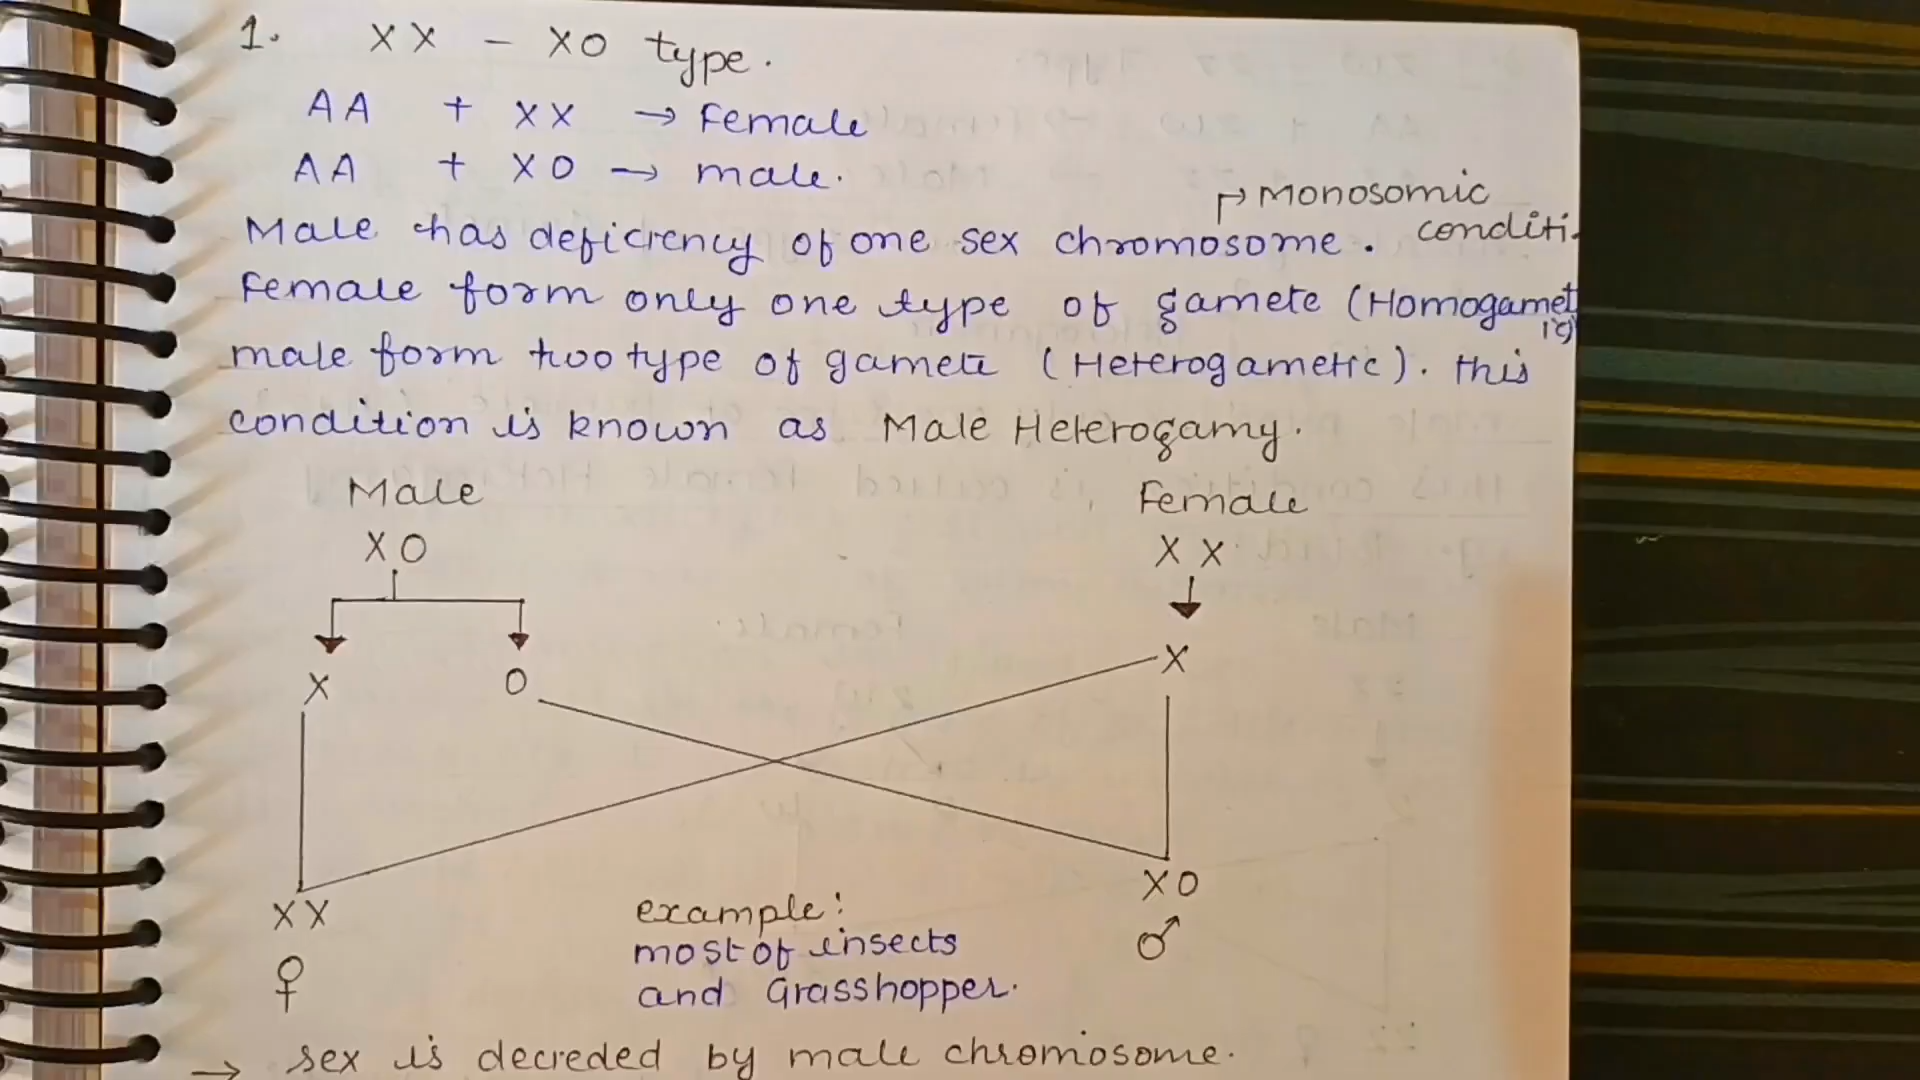 1. XX - XO type.
AA + XX → Female
AA + XO → male.
↱ Monosomic
Male has deficiency of one sex chromosome. conditi.
Female form only one type of gamete (Homogamet
ic)
male form two type of gamete (Heterogametic). this
condition is known as Male Heterogamy.
Male Female
XO XX
X O X
XX XO
♀ ♂
example:
most of insects
and Grasshopper.
→ sex is decreded by male chromosome.